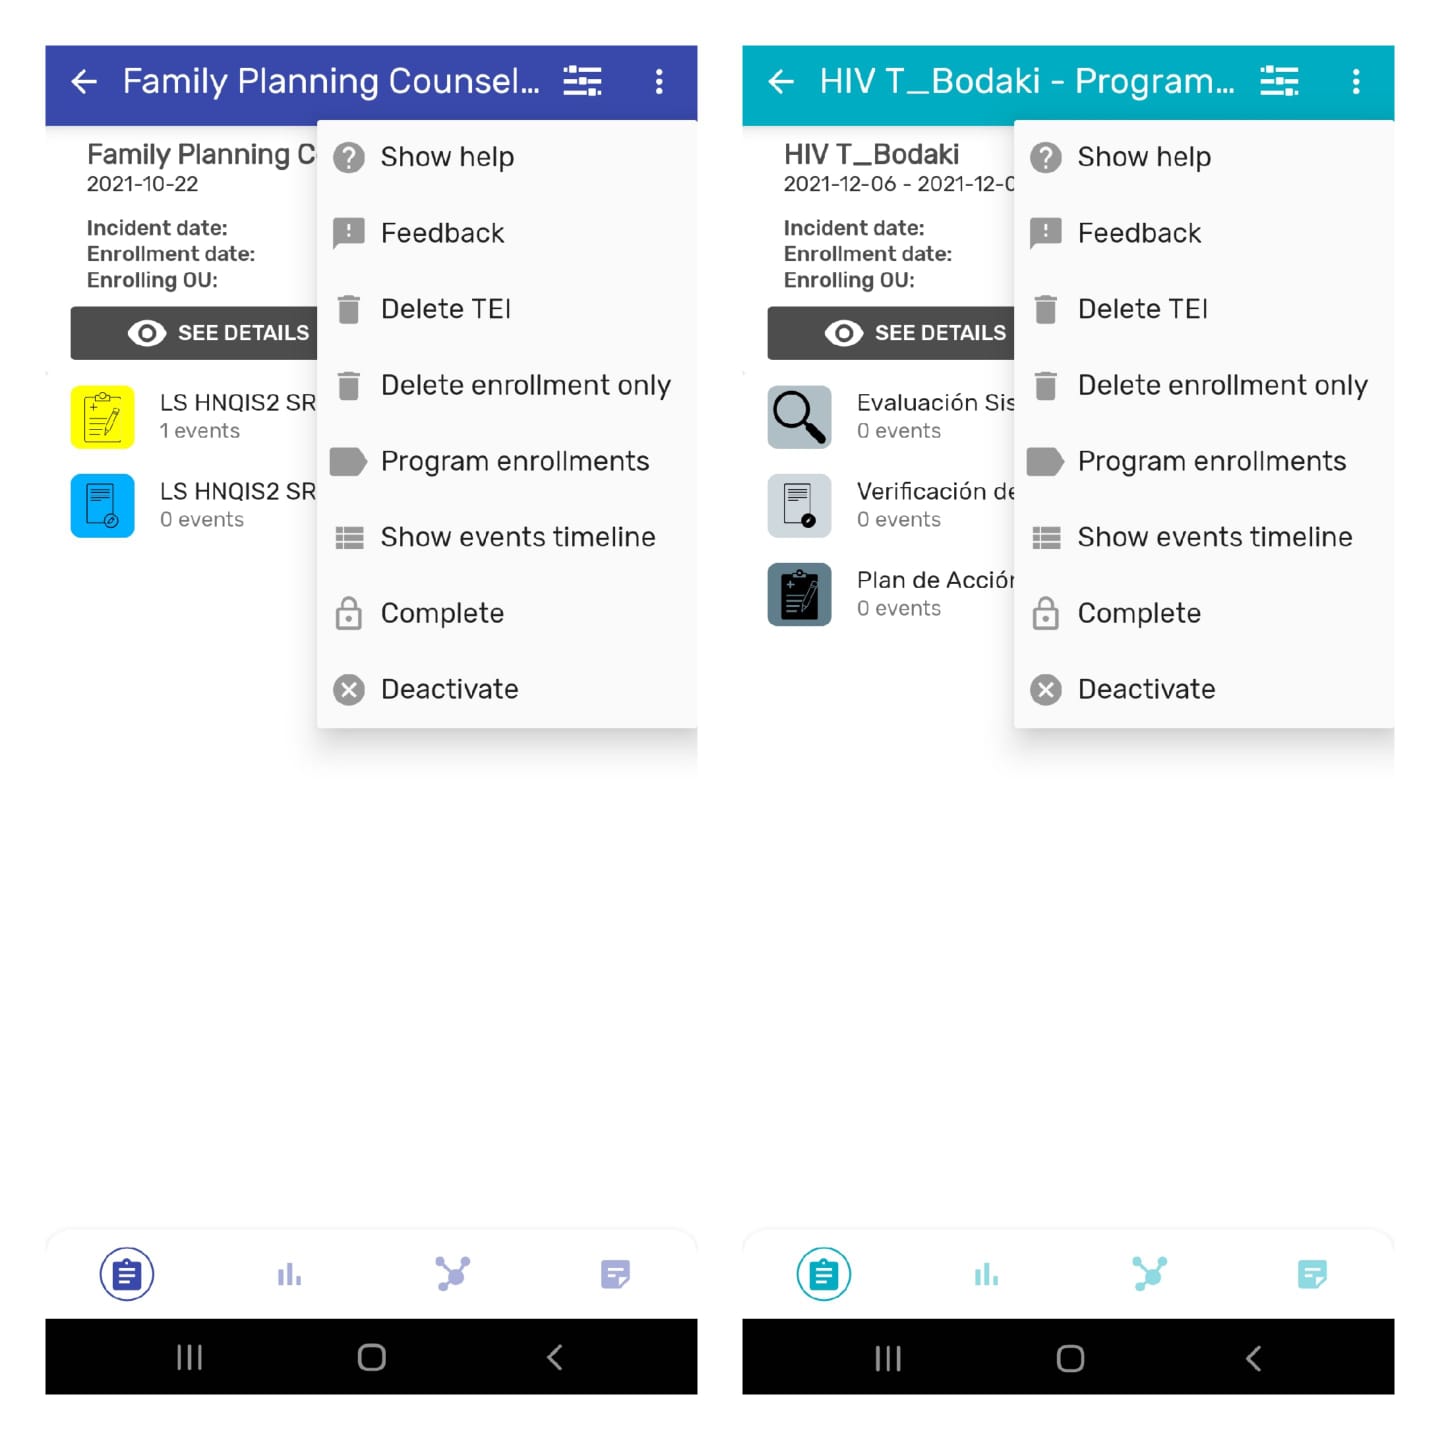 Family Planning Counsel...
Family Planning C
2021-10-22
Incident date:
Enrollment date:
Enrolling OU:
SEE DETAILS
LS HNQIS2 SR
1 events
LS HNQIS2 SR
0 events
Show help
Feedback
Delete TEI
Delete enrollment only
Program enrollments
Show events timeline
Complete
Deactivate
HIV T_Bodaki - Program...
HIV T_Bodaki
2021-12-06 - 2021-12-0
Incident date:
Enrollment date:
Enrolling OU:
SEE DETAILS
Evaluación Sis
0 events
Verificación de
0 events
Plan de Acción
0 events
Show help
Feedback
Delete TEI
Delete enrollment only
Program enrollments
Show events timeline
Complete
Deactivate